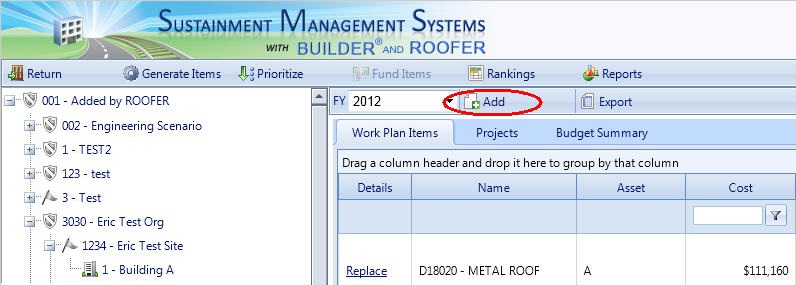 SUSTAINMENT MANAGEMENT SYSTEMS
WITH BUILDER® AND ROOFER
Return Generate Items Prioritize Fund Items Rankings Reports
001 - Added by ROOFER
002 - Engineering Scenario
1 - TEST2
123 - test
3 - Test
3030 - Eric Test Org
1234 - Eric Test Site
1 - Building A
FY 2012 Add Export
Work Plan Items Projects Budget Summary
Drag a column header and drop it here to group by that column
Details Name Asset Cost
Replace D18020 - METAL ROOF A $111,160